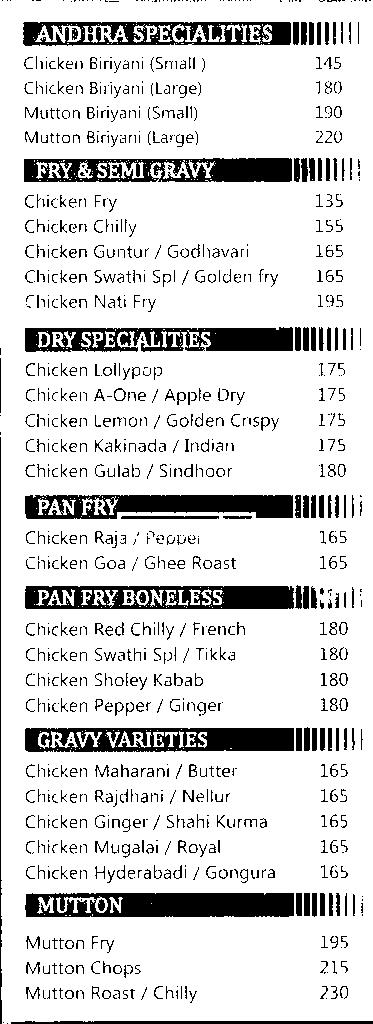 ANDHRA SPECIALITIES
Chicken Biriyani (Small ) 145
Chicken Biriyani (Large) 180
Mutton Biriyani (Small) 190
Mutton Biriyani (Large) 220
FRY & SEMI GRAVY
Chicken Fry 135
Chicken Chilly 155
Chicken Guntur / Godhavari 165
Chicken Swathi Spl / Golden fry 165
Chicken Nati Fry 195
DRY SPECIALITIES
Chicken Lollypop 175
Chicken A-One / Apple Dry 175
Chicken Lemon / Golden Crispy 175
Chicken Kakinada / Indian 175
Chicken Gulab / Sindhoor 180
PAN FRY
Chicken Raja / Pepper 165
Chicken Goa / Ghee Roast 165
PAN FRY BONELESS
Chicken Red Chilly / French 180
Chicken Swathi Spl / Tikka 180
Chicken Sholey Kabab 180
Chicken Pepper / Ginger 180
GRAVY VARIETIES
Chicken Maharani / Butter 165
Chicken Rajdhani / Nellur 165
Chicken Ginger / Shahi Kurma 165
Chicken Mugalai / Royal 165
Chicken Hyderabadi / Gongura 165
MUTTON
Mutton Fry 195
Mutton Chops 215
Mutton Roast / Chilly 230